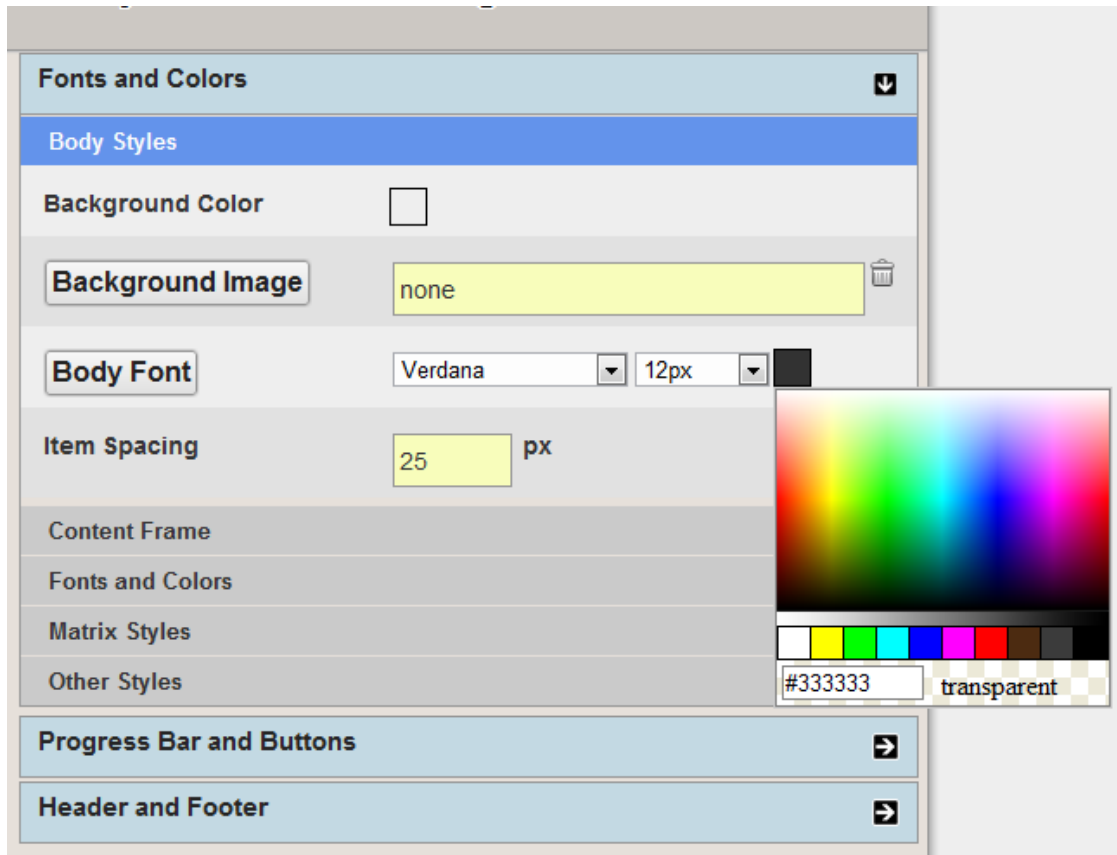 Fonts and Colors
Body Styles
Background Color
Background Image none
Body Font Verdana 12px
Item Spacing 25 px
Content Frame
Fonts and Colors
Matrix Styles
Other Styles #333333 transparent
Progress Bar and Buttons
Header and Footer